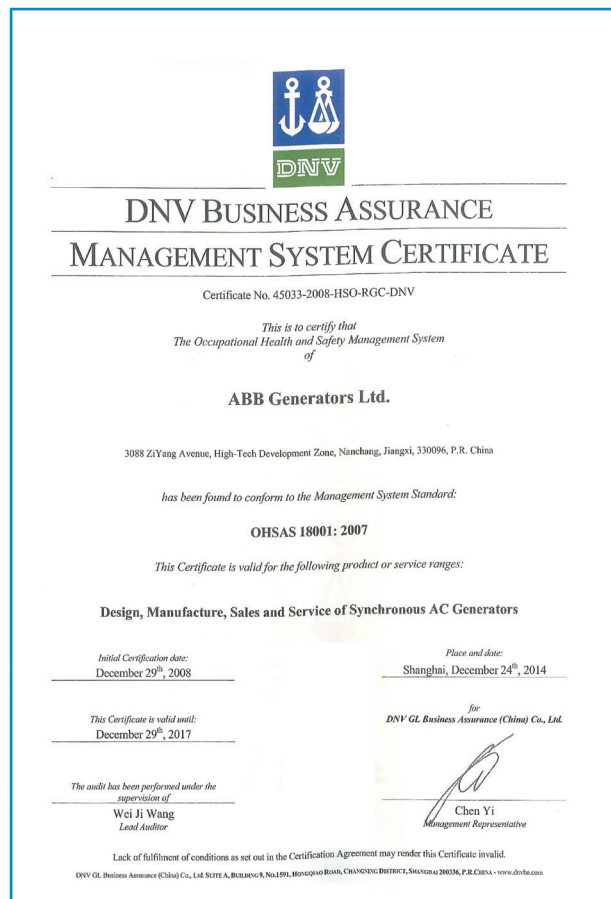 DNV
DNV BUSINESS ASSURANCE
MANAGEMENT SYSTEM CERTIFICATE
Certificate No. 45033-2008-HSO-RGC-DNV
This is to certify that
The Occupational Health and Safety Management System
of
ABB Generators Ltd.
3088 ZiYang Avenue, High-Tech Development Zone, Nanchang, Jiangxi, 330096, P.R. China
has been found to conform to the Management System Standard:
OHSAS 18001: 2007
This Certificate is valid for the following product or service ranges:
Design, Manufacture, Sales and Service of Synchronous AC Generators
Initial Certification date:
December 29th, 2008
Place and date:
Shanghai, December 24th, 2014
This Certificate is valid until:
December 29th, 2017
for
DNV GL Business Assurance (China) Co., Ltd.
The audit has been performed under the
supervision of
Wei Ji Wang
Lead Auditor
Chen Yi
Management Representative
Lack of fulfilment of conditions as set out in the Certification Agreement may render this Certificate invalid.
DNV GL Business Assurance (China) Co., Ltd. SUITE A, BUILDING 9, No.1591, HONGQIAO ROAD, CHANGNING DISTRICT, SHANGHAI 200336, P.R.CHINA - www.dnvba.com